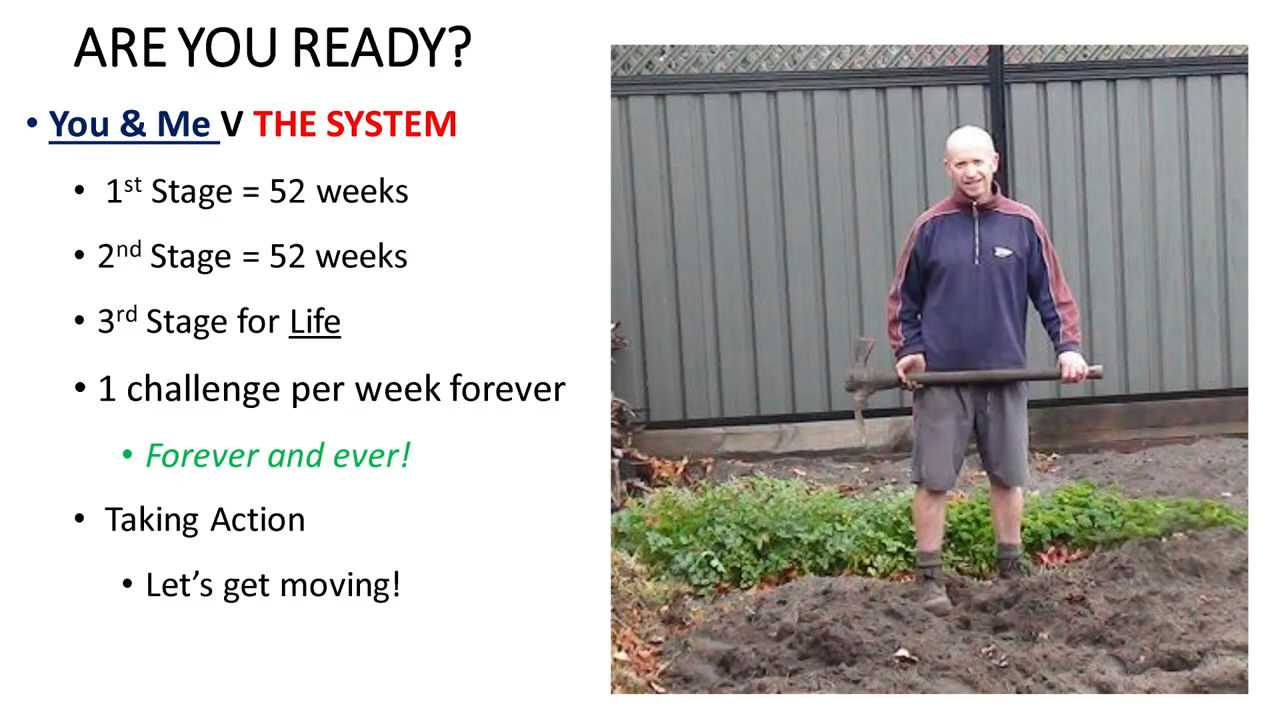 ARE YOU READY?
• You & Me V THE SYSTEM
• 1st Stage = 52 weeks
• 2nd Stage = 52 weeks
• 3rd Stage for Life
• 1 challenge per week forever
• Forever and ever!
• Taking Action
• Let’s get moving!